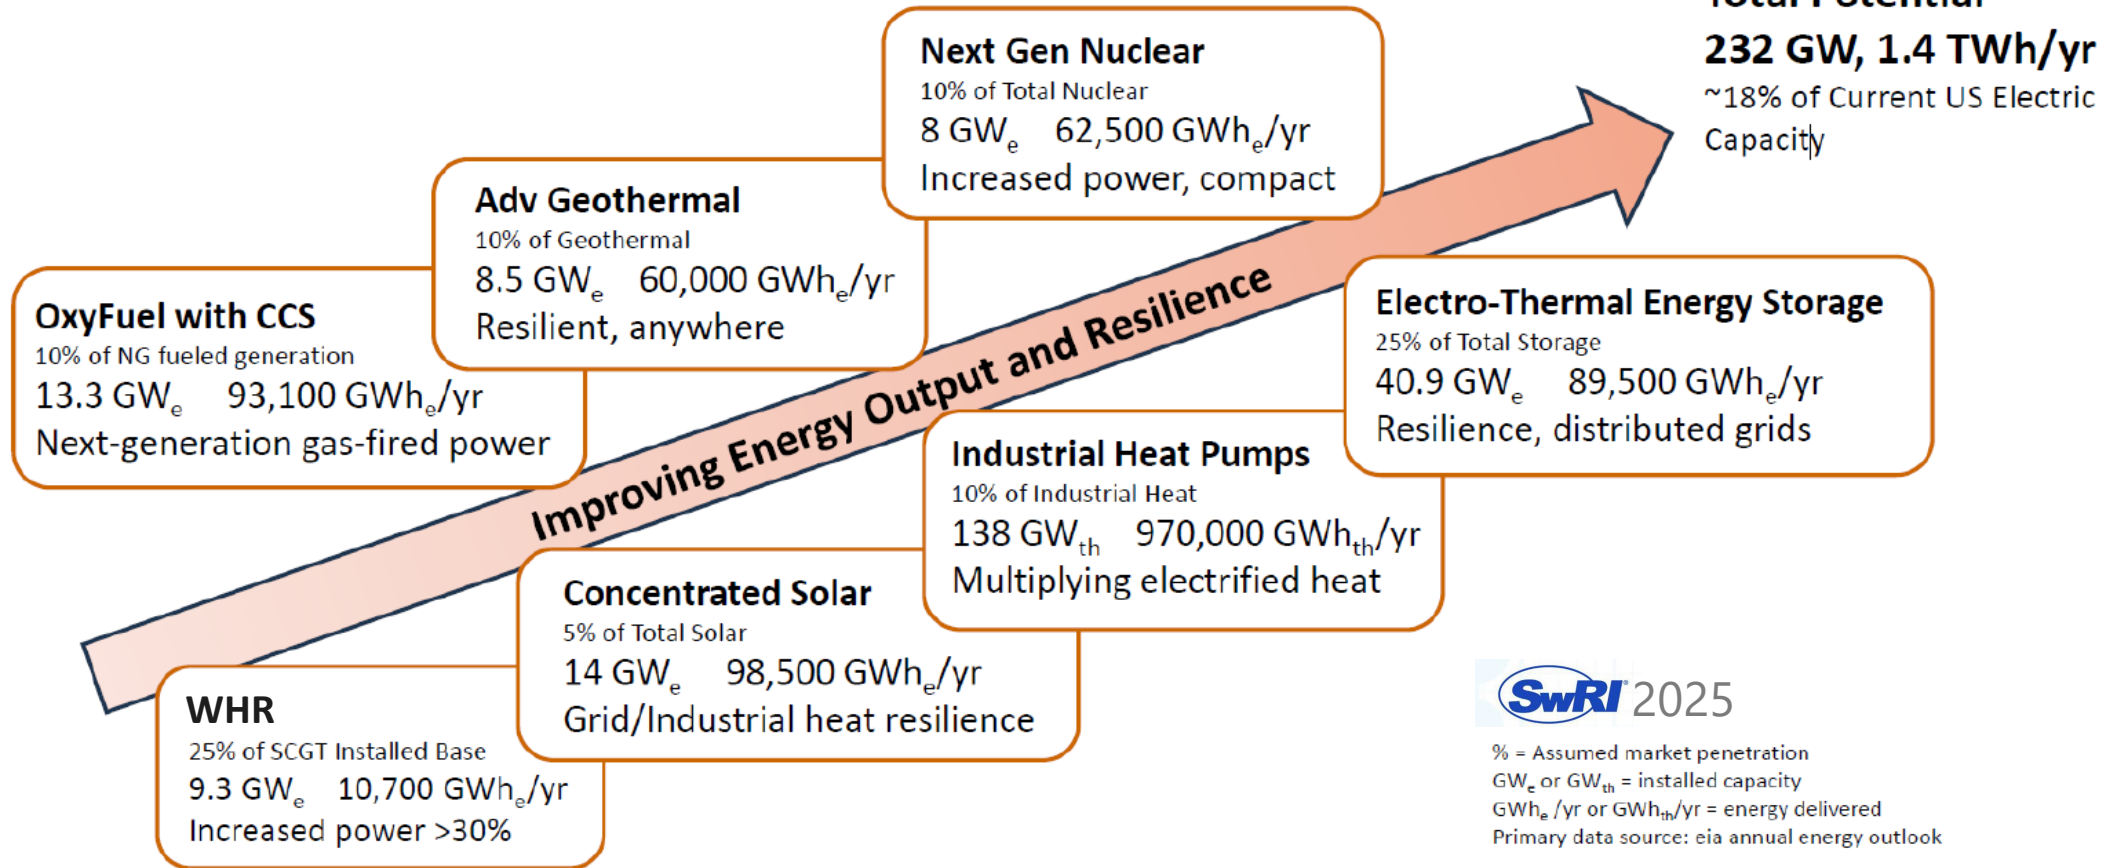 Total Potential
232 GW, 1.4 TWh/yr
~18% of Current US Electric
Capacity
Next Gen Nuclear
10% of Total Nuclear
8 GWe 62,500 GWhe/yr
Increased power, compact
Adv Geothermal
10% of Geothermal
8.5 GWe 60,000 GWhe/yr
Resilient, anywhere
OxyFuel with CCS
10% of NG fueled generation
13.3 GWe 93,100 GWhe/yr
Next-generation gas-fired power
Improving Energy Output and Resilience
Electro-Thermal Energy Storage
25% of Total Storage
40.9 GWe 89,500 GWhe/yr
Resilience, distributed grids
Industrial Heat Pumps
10% of Industrial Heat
138 GWth 970,000 GWhth/yr
Multiplying electrified heat
Concentrated Solar
5% of Total Solar
14 GWe 98,500 GWhe/yr
Grid/Industrial heat resilience
WHR
25% of SCGT Installed Base
9.3 GWe 10,700 GWhe/yr
Increased power >30%
SwRI 2025
% = Assumed market penetration
GWe or GWth = installed capacity
GWhe /yr or GWhth/yr = energy delivered
Primary data source: eia annual energy outlook